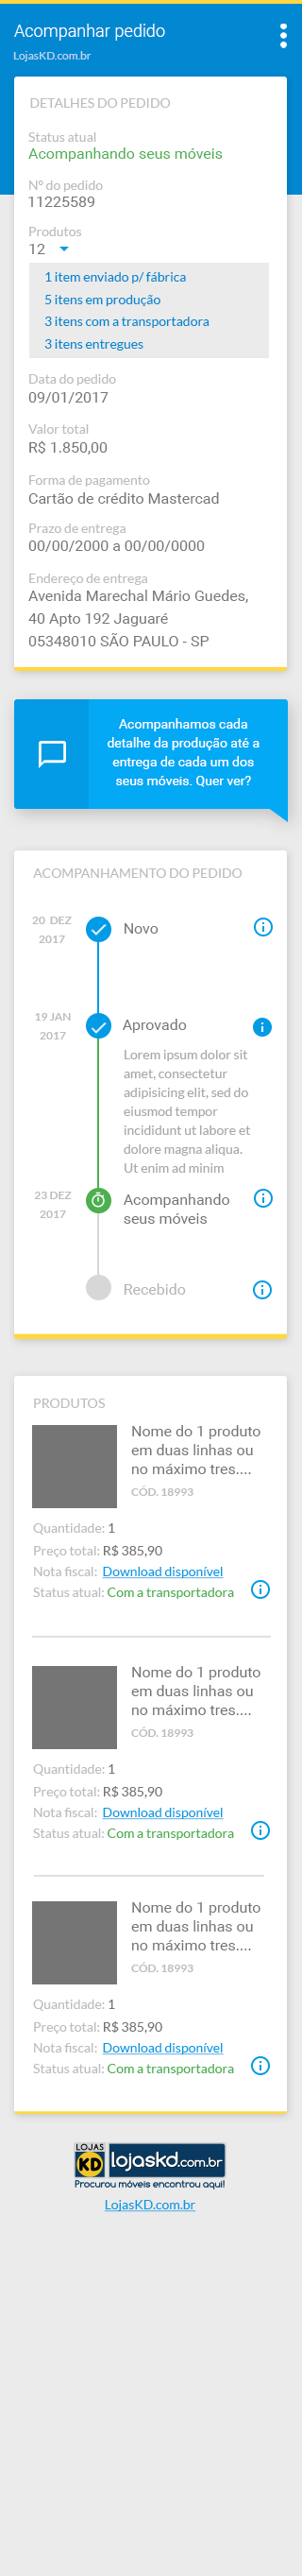 Acompanhar pedido
LojasKD.com.br
DETALHES DO PEDIDO
Status atual
Acompanhando seus móveis
Nº do pedido
11225589
Produtos
12
1 item enviado p/ fábrica
5 itens em produção
3 itens com a transportadora
3 itens entregues
Data do pedido
09/01/2017
Valor total
R$ 1.850,00
Forma de pagamento
Cartão de crédito Mastercad
Prazo de entrega
00/00/2000 a 00/00/0000
Endereço de entrega
Avenida Marechal Mário Guedes,
40 Apto 192 Jaguaré
05348010 SÃO PAULO - SP
Acompanhamos cada
detalhe da produção até a
entrega de cada um dos
seus móveis. Quer ver?
ACOMPANHAMENTO DO PEDIDO
20 DEZ
2017
Novo
19 JAN
2017
Aprovado
Lorem ipsum dolor sit
amet, consectetur
adipisicing elit, sed do
eiusmod tempor
incididunt ut labore et
dolore magna aliqua.
Ut enim ad minim
23 DEZ
2017
Acompanhando
seus móveis
Recebido
PRODUTOS
Nome do 1 produto
em duas linhas ou
no máximo tres....
CÓD. 18993
Quantidade: 1
Preço total: R$ 385,90
Nota fiscal: Download disponível
Status atual: Com a transportadora
Nome do 1 produto
em duas linhas ou
no máximo tres....
CÓD. 18993
Quantidade: 1
Preço total: R$ 385,90
Nota fiscal: Download disponível
Status atual: Com a transportadora
Nome do 1 produto
em duas linhas ou
no máximo tres....
CÓD. 18993
Quantidade: 1
Preço total: R$ 385,90
Nota fiscal: Download disponível
Status atual: Com a transportadora
LOJAS
KD
lojaskd.com.br
Procurou móveis encontrou aqui!
LojasKD.com.br